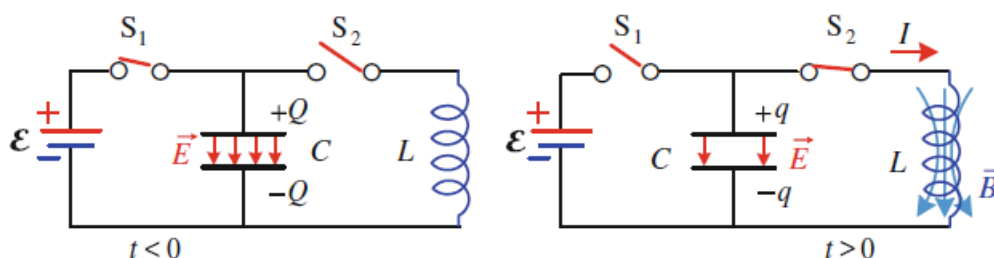 S₁ S₂
ℰ + +Q E⃗ C −Q L
t < 0
S₁ S₂ I
ℰ + +q C E⃗ −q L B⃗
t > 0